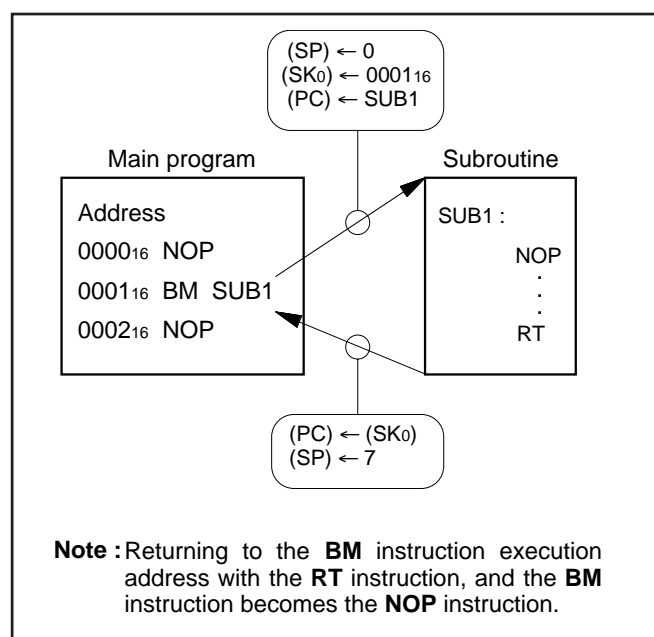 (SP) ← 0
(SK₀) ← 0001₁₆
(PC) ← SUB1
Main program
Address
0000₁₆ NOP
0001₁₆ BM SUB1
0002₁₆ NOP
Subroutine
SUB1 :
NOP
.
.
.
RT
(PC) ← (SK₀)
(SP) ← 7
Note : Returning to the BM instruction execution
address with the RT instruction, and the BM
instruction becomes the NOP instruction.